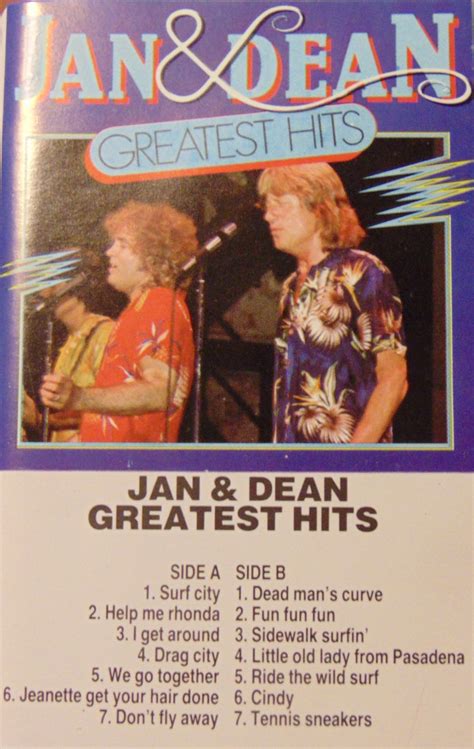 JAN & DEAN
GREATEST HITS
JAN & DEAN
GREATEST HITS
SIDE A
1. Surf city
2. Help me rhonda
3. I get around
4. Drag city
5. We go together
6. Jeanette get your hair done
7. Don't fly away
SIDE B
1. Dead man's curve
2. Fun fun fun
3. Sidewalk surfin'
4. Little old lady from Pasadena
5. Ride the wild surf
6. Cindy
7. Tennis sneakers